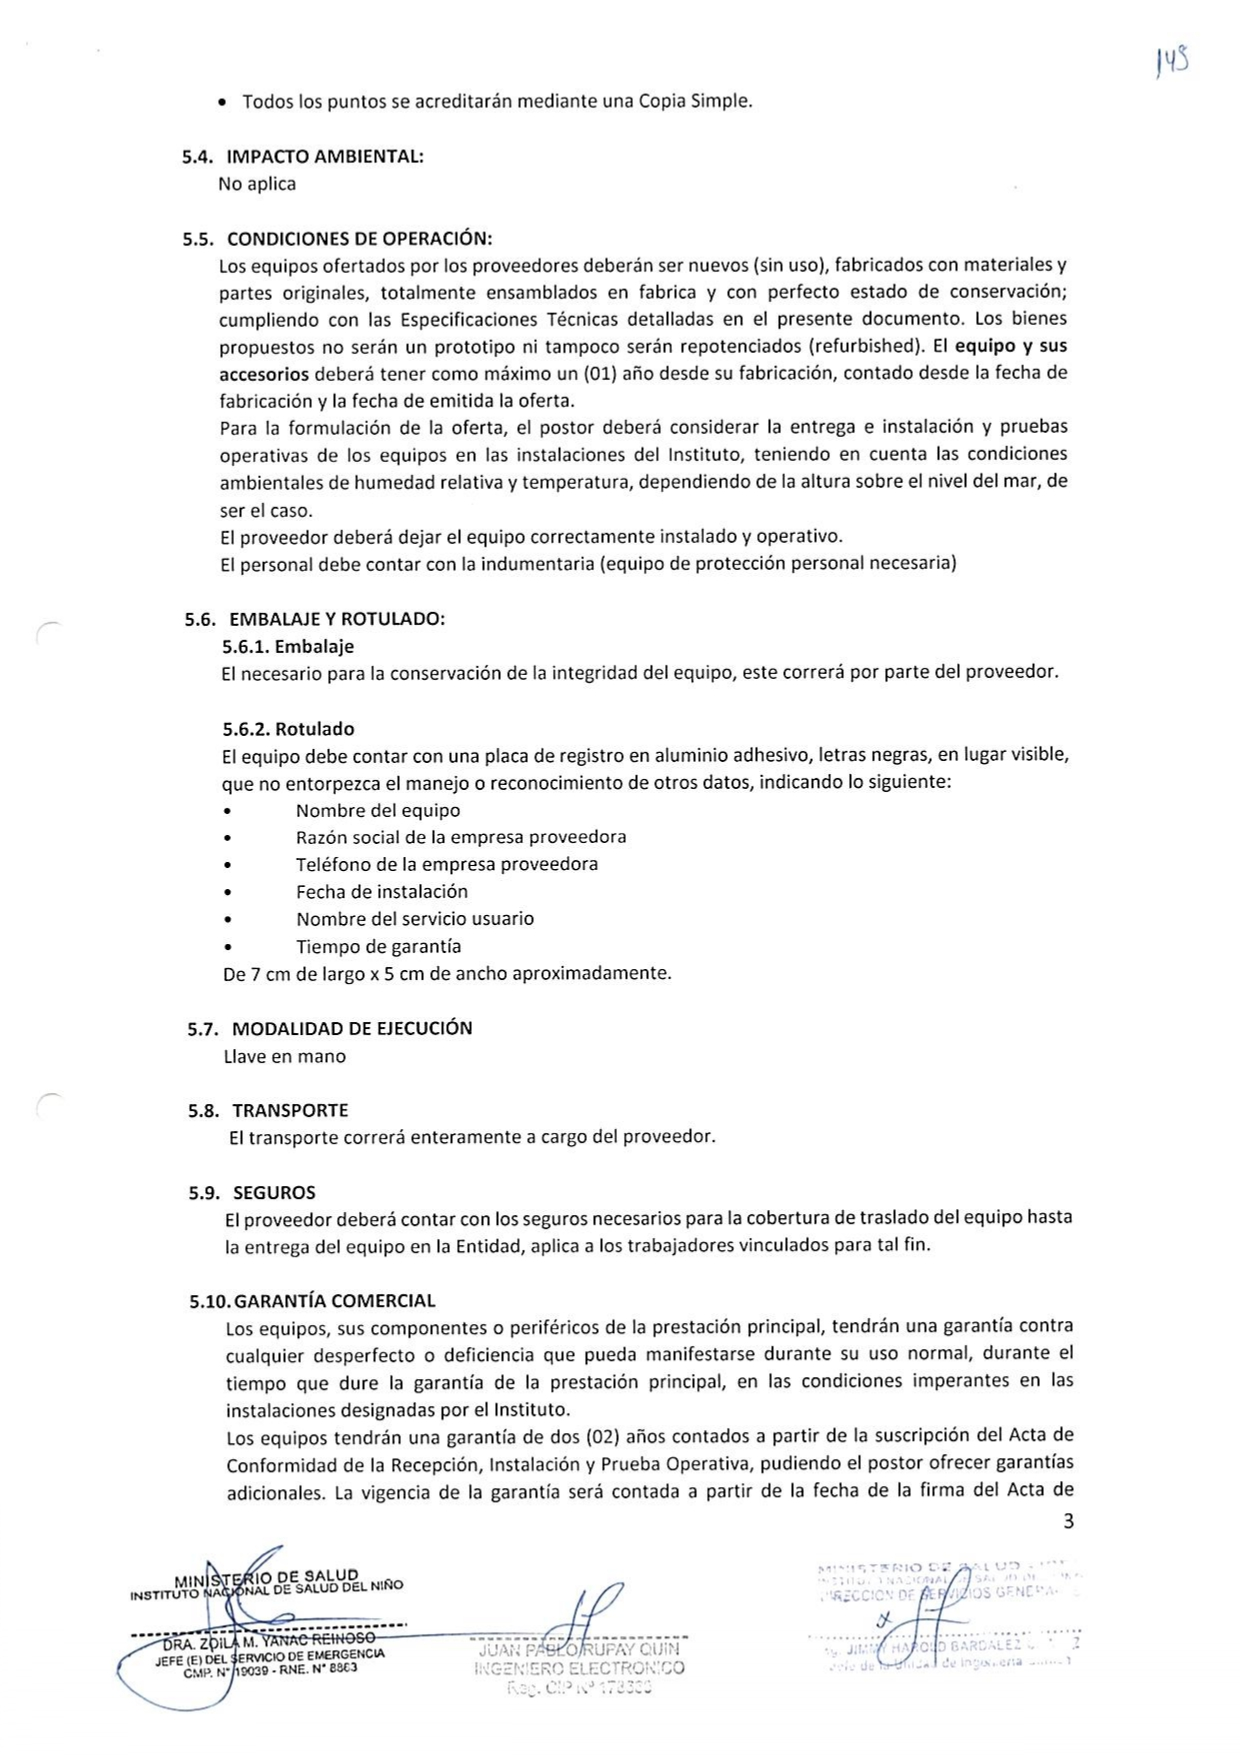 149
• Todos los puntos se acreditarán mediante una Copia Simple.
5.4. IMPACTO AMBIENTAL:
No aplica
5.5. CONDICIONES DE OPERACIÓN:
Los equipos ofertados por los proveedores deberán ser nuevos (sin uso), fabricados con materiales y
partes originales, totalmente ensamblados en fabrica y con perfecto estado de conservación;
cumpliendo con las Especificaciones Técnicas detalladas en el presente documento. Los bienes
propuestos no serán un prototipo ni tampoco serán repotenciados (refurbished). El equipo y sus
accesorios deberá tener como máximo un (01) año desde su fabricación, contado desde la fecha de
fabricación y la fecha de emitida la oferta.
Para la formulación de la oferta, el postor deberá considerar la entrega e instalación y pruebas
operativas de los equipos en las instalaciones del Instituto, teniendo en cuenta las condiciones
ambientales de humedad relativa y temperatura, dependiendo de la altura sobre el nivel del mar, de
ser el caso.
El proveedor deberá dejar el equipo correctamente instalado y operativo.
El personal debe contar con la indumentaria (equipo de protección personal necesaria)
5.6. EMBALAJE Y ROTULADO:
5.6.1. Embalaje
El necesario para la conservación de la integridad del equipo, este correrá por parte del proveedor.
5.6.2. Rotulado
El equipo debe contar con una placa de registro en aluminio adhesivo, letras negras, en lugar visible,
que no entorpezca el manejo o reconocimiento de otros datos, indicando lo siguiente:
• Nombre del equipo
• Razón social de la empresa proveedora
• Teléfono de la empresa proveedora
• Fecha de instalación
• Nombre del servicio usuario
• Tiempo de garantía
De 7 cm de largo x 5 cm de ancho aproximadamente.
5.7. MODALIDAD DE EJECUCIÓN
Llave en mano
5.8. TRANSPORTE
El transporte correrá enteramente a cargo del proveedor.
5.9. SEGUROS
El proveedor deberá contar con los seguros necesarios para la cobertura de traslado del equipo hasta
la entrega del equipo en la Entidad, aplica a los trabajadores vinculados para tal fin.
5.10. GARANTÍA COMERCIAL
Los equipos, sus componentes o periféricos de la prestación principal, tendrán una garantía contra
cualquier desperfecto o deficiencia que pueda manifestarse durante su uso normal, durante el
tiempo que dure la garantía de la prestación principal, en las condiciones imperantes en las
instalaciones designadas por el Instituto.
Los equipos tendrán una garantía de dos (02) años contados a partir de la suscripción del Acta de
Conformidad de la Recepción, Instalación y Prueba Operativa, pudiendo el postor ofrecer garantías
adicionales. La vigencia de la garantía será contada a partir de la fecha de la firma del Acta de
3
MINISTERIO DE SALUD
INSTITUTO NACIONAL DE SALUD DEL NIÑO
DRA. ZOILA M. YANAC REINOSO
JEFE (E) DEL SERVICIO DE EMERGENCIA
CMP. N° 19039 - RNE. N° 8863
JUAN PABLO RUPAY QUIN
INGENIERO ELECTRONICO
Reg. CIP Nº
MINISTERIO DE SALUD
DIRECCION DE SERVICIOS
JIMMY HAROLD BARDALEZ
Jefe de la Unidad de Ingeniería